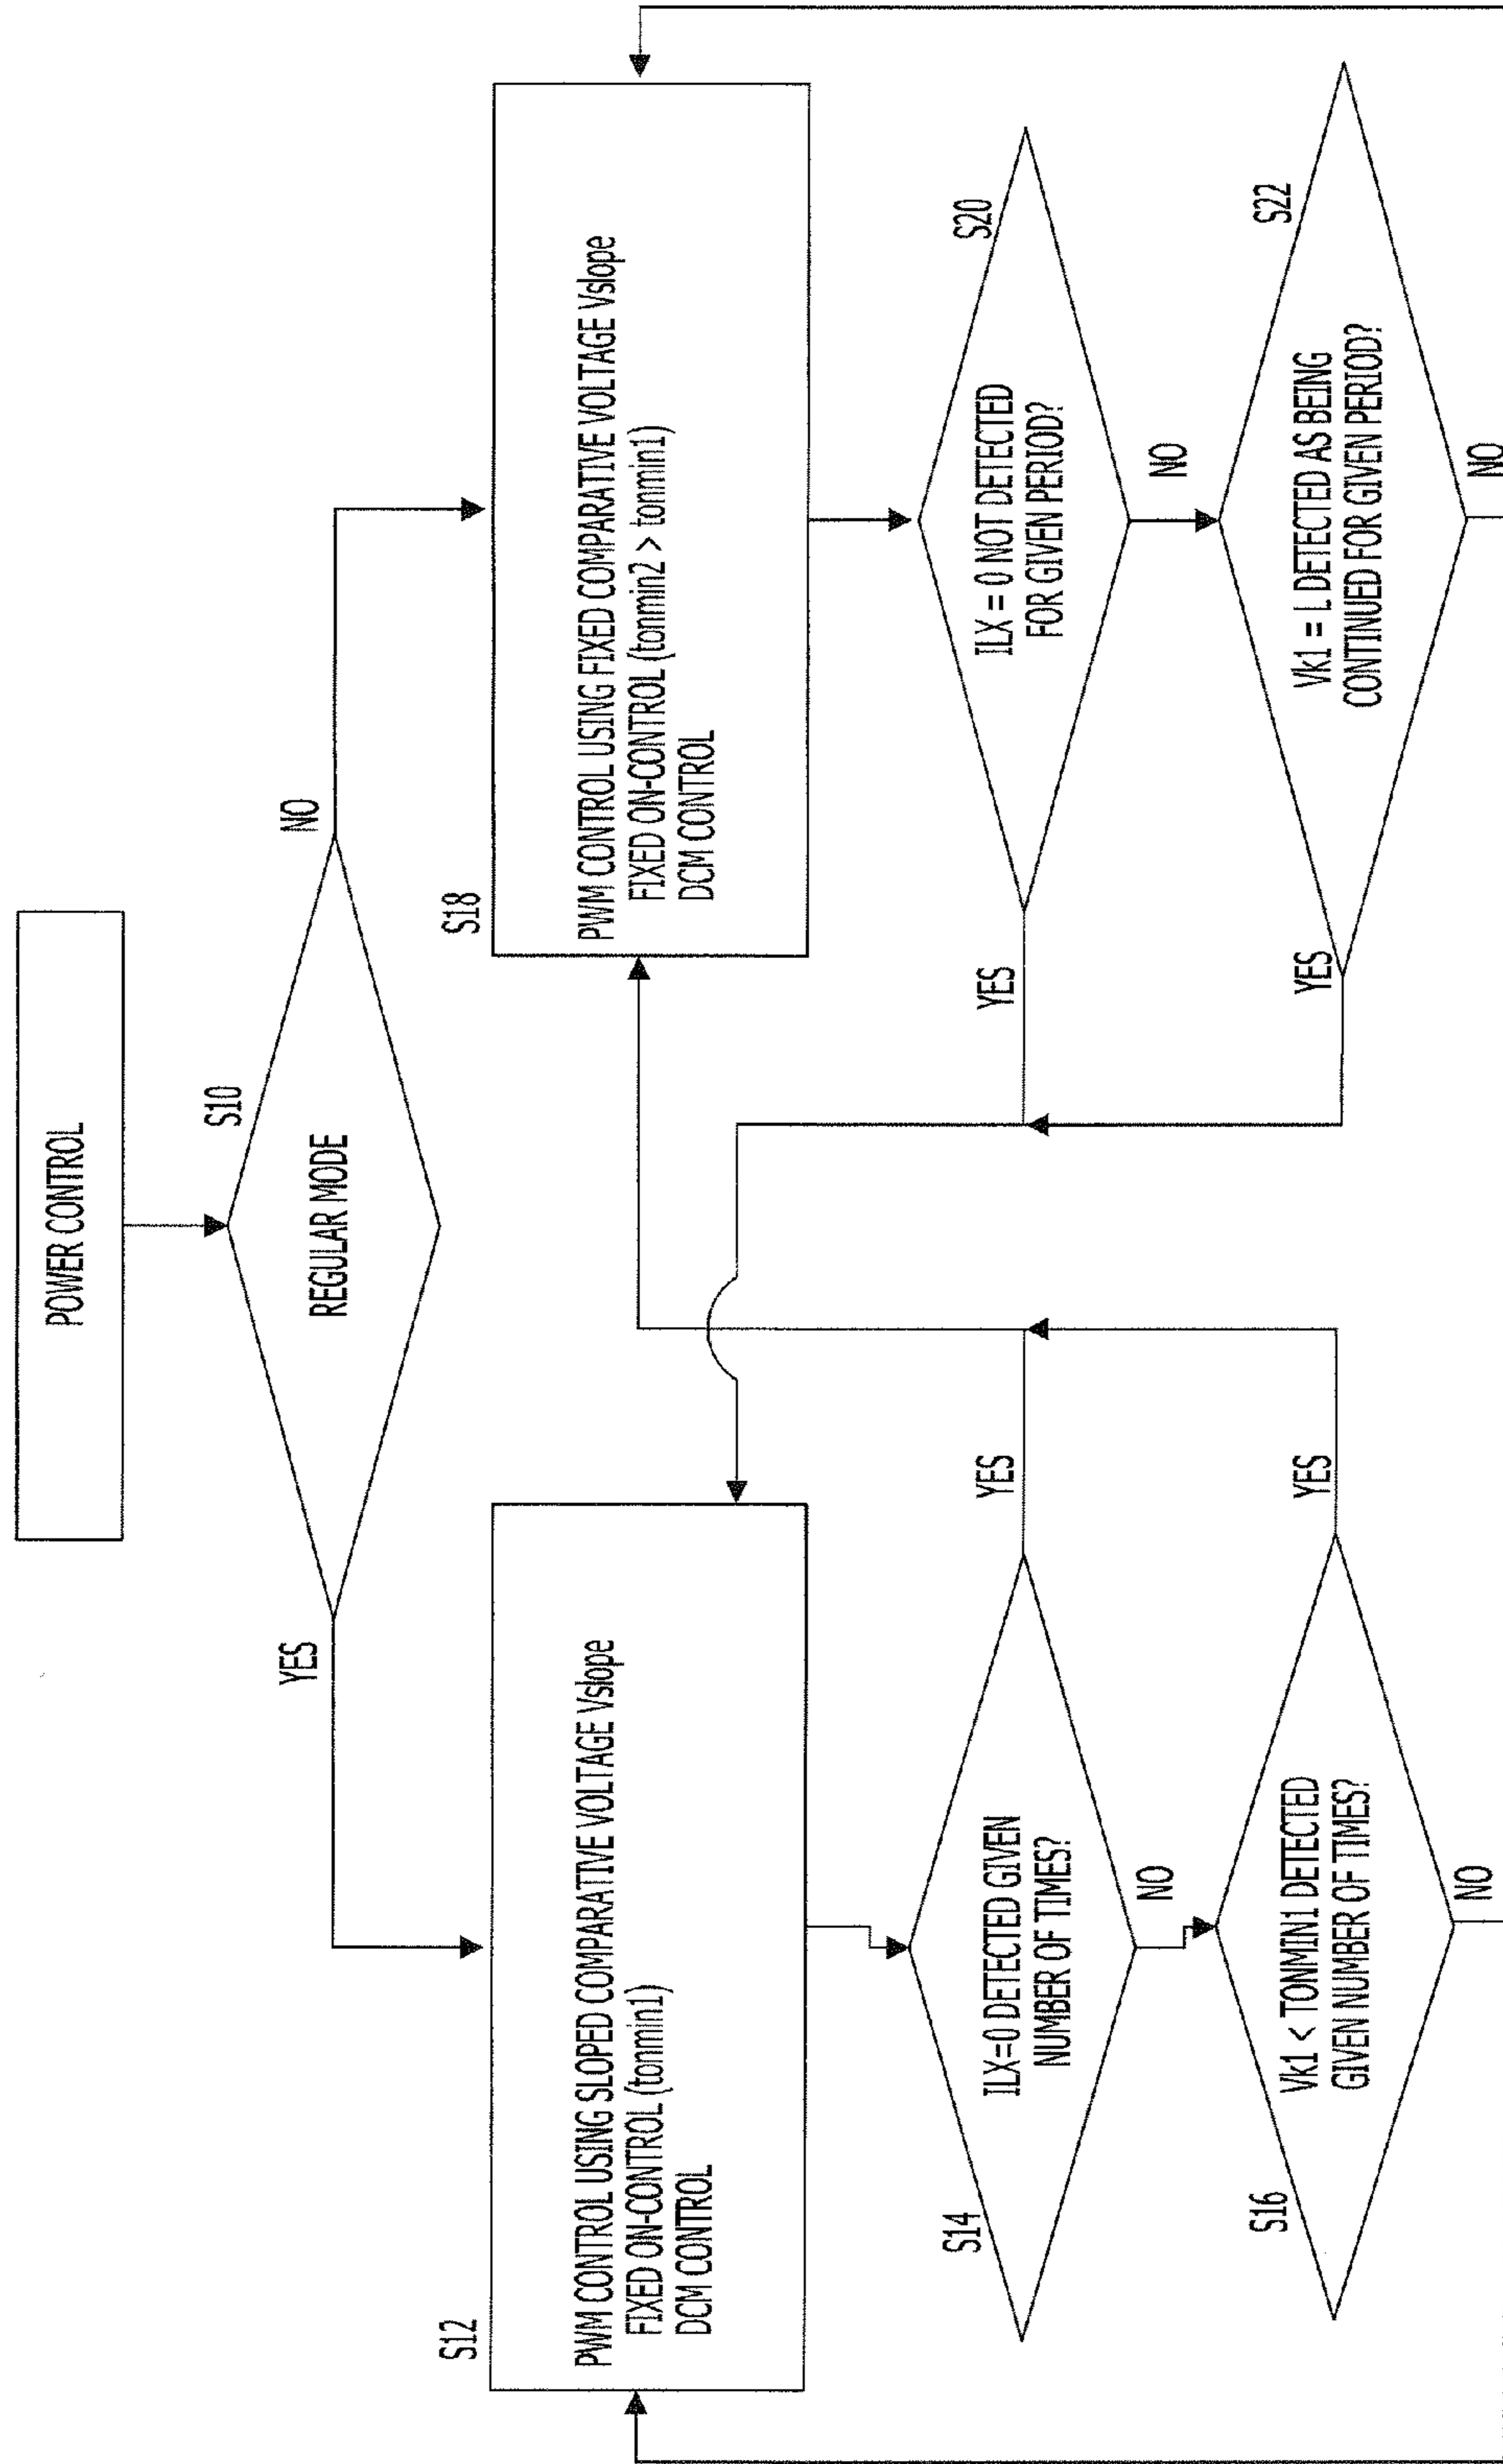 POWER CONTROL
S10
REGULAR MODE
YES
NO
S12
PWM CONTROL USING SLOPED COMPARATIVE VOLTAGE Vslope
FIXED ON-CONTROL (tonmin1)
DCM CONTROL
S14
ILX=0 DETECTED GIVEN
NUMBER OF TIMES?
YES
NO
S16
Vk1 < TONMIN1 DETECTED
GIVEN NUMBER OF TIMES?
YES
NO
S18
PWM CONTROL USING FIXED COMPARATIVE VOLTAGE Vslope
FIXED ON-CONTROL (tonmin2 > tonmin1)
DCM CONTROL
S20
ILX = 0 NOT DETECTED
FOR GIVEN PERIOD?
YES
NO
S22
Vk1 = L DETECTED AS BEING
CONTINUED FOR GIVEN PERIOD?
YES
NO